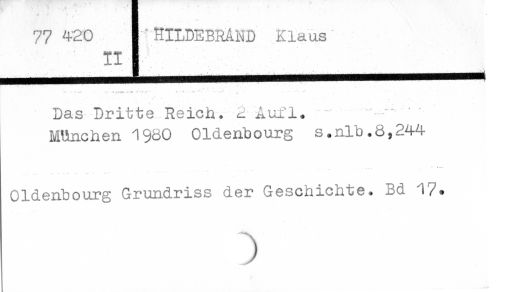 77 420
II
HILDEBRAND Klaus
Das Dritte Reich. 2 Aufl.
München 1980 Oldenbourg s.nlb.8,244
Oldenbourg Grundriss der Geschichte. Bd 17.